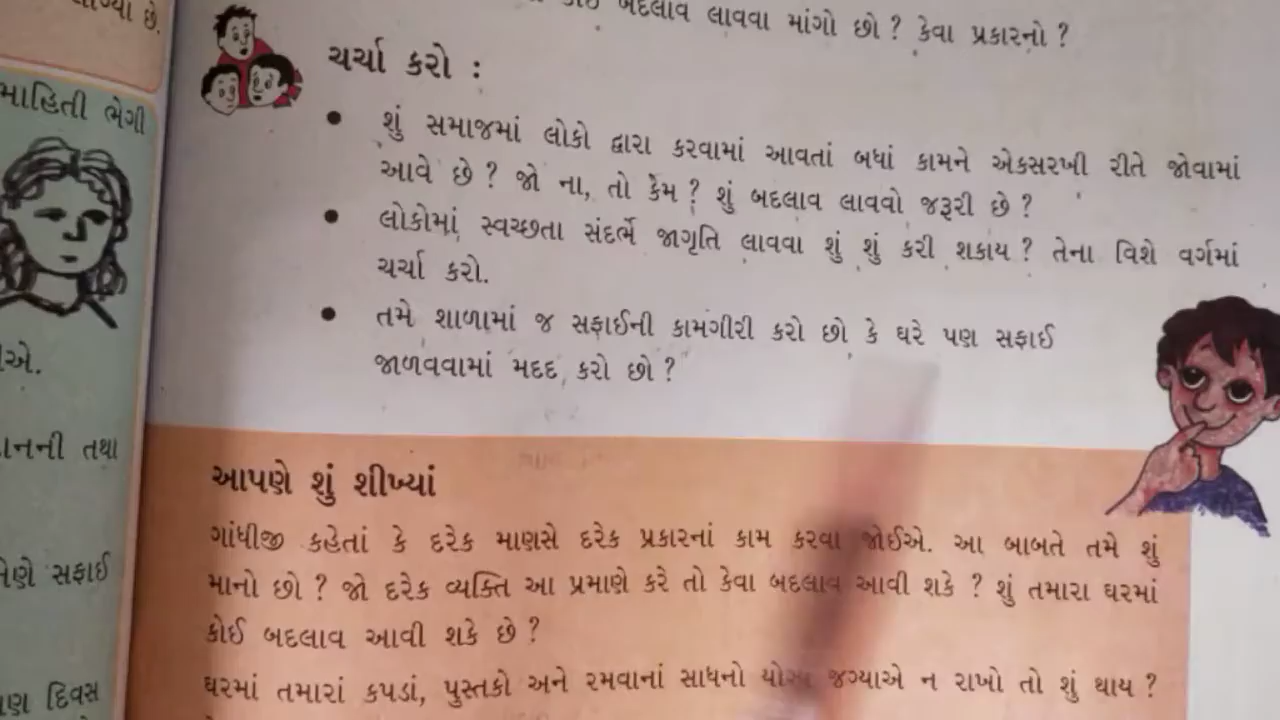 બદલાવ લાવવા માંગો છો ? કેવા પ્રકારનો ?
ચર્ચા કરો :
• શું સમાજમાં લોકો દ્વારા કરવામાં આવતાં બધાં કામને એકસરખી રીતે જોવામાં
આવે છે ? જો ના, તો કેમ ? શું બદલાવ લાવવો જરૂરી છે ?
• લોકોમાં સ્વચ્છતા સંદર્ભે જાગૃતિ લાવવા શું શું કરી શકાય ? તેના વિશે વર્ગમાં
ચર્ચા કરો.
• તમે શાળામાં જ સફાઈની કામગીરી કરો છો કે ઘરે પણ સફાઈ
જાળવવામાં મદદ કરો છો ?
આપણે શું શીખ્યાં
ગાંધીજી કહેતાં કે દરેક માણસે દરેક પ્રકારનાં કામ કરવા જોઈએ. આ બાબતે તમે શું
માનો છો ? જો દરેક વ્યક્તિ આ પ્રમાણે કરે તો કેવા બદલાવ આવી શકે ? શું તમારા ઘરમાં
કોઈ બદલાવ આવી શકે છે ?
ઘરમાં તમારાં કપડાં, પુસ્તકો અને રમવાનાં સાધનો યોગ્ય જગ્યાએ ન રાખો તો શું થાય ?
છે.
માહિતી ભેગી
તથા
સફાઈ
દિવસ